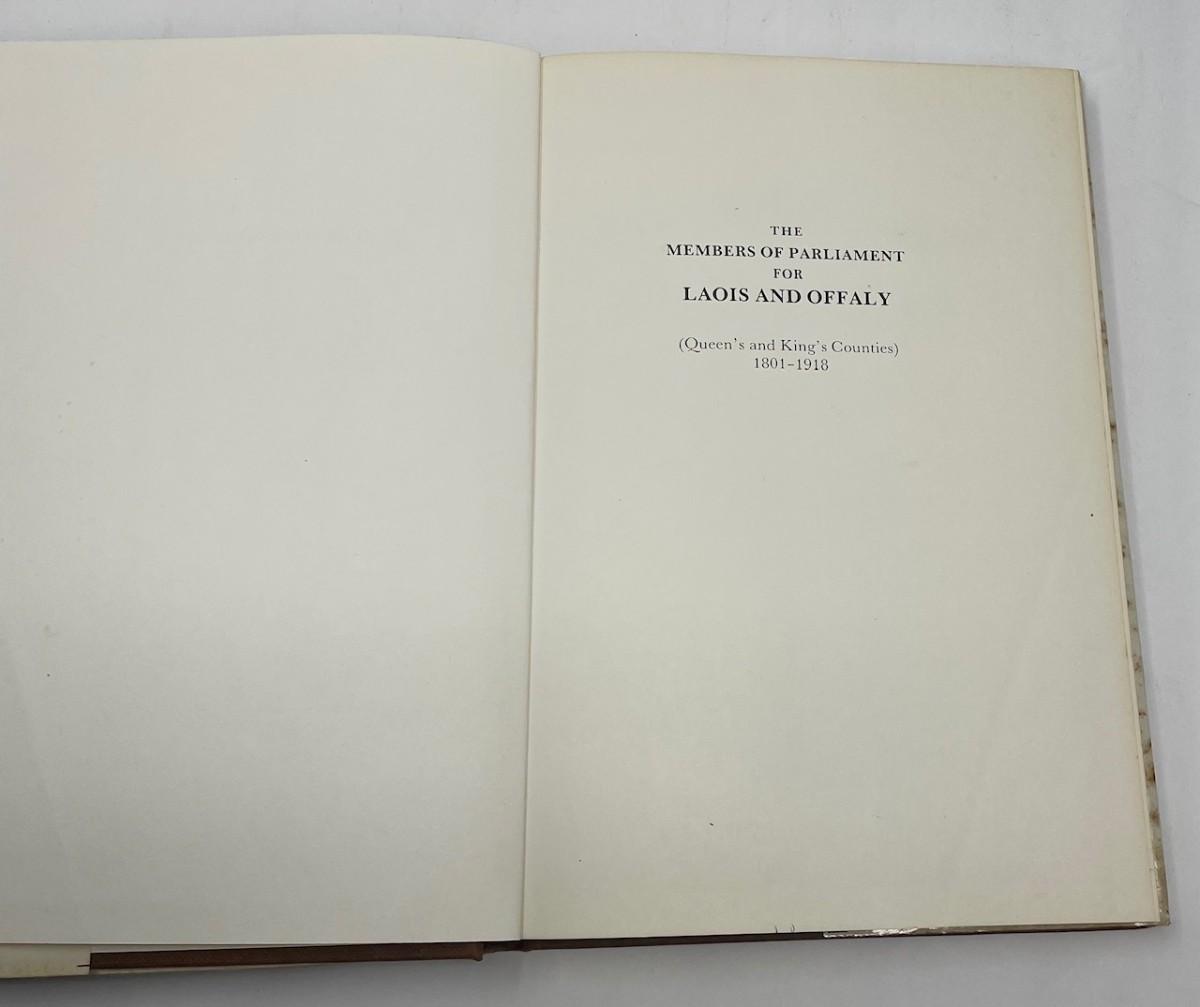 THE
MEMBERS OF PARLIAMENT
FOR
LAOIS AND OFFALY
(Queen's and King's Counties)
1801–1918